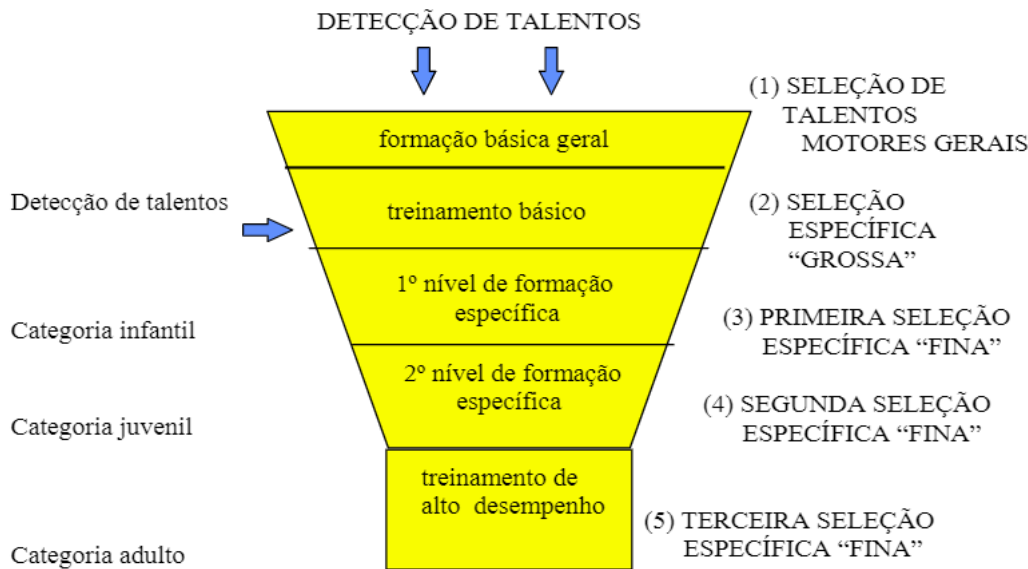 DETECÇÃO DE TALENTOS
(1) SELEÇÃO DE
TALENTOS
MOTORES GERAIS
formação básica geral
Detecção de talentos
treinamento básico
(2) SELEÇÃO
ESPECÍFICA
“GROSSA”
1º nível de formação
específica
Categoria infantil
(3) PRIMEIRA SELEÇÃO
ESPECÍFICA “FINA”
2º nível de formação
específica
Categoria juvenil
(4) SEGUNDA SELEÇÃO
ESPECÍFICA “FINA”
treinamento de
alto desempenho
Categoria adulto
(5) TERCEIRA SELEÇÃO
ESPECÍFICA “FINA”